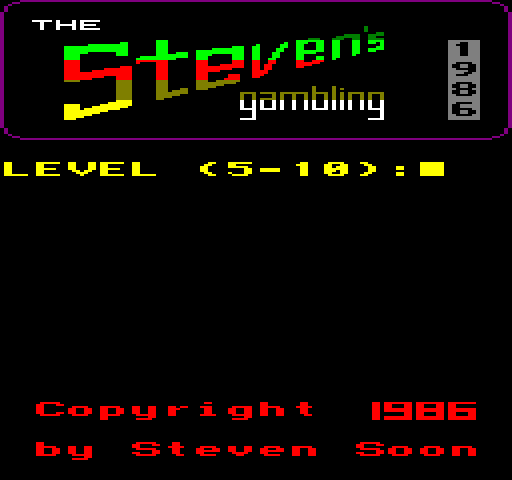 THE
Steven's
gambling
1986
LEVEL (5-10):
Copyright 1986
by Steven Soon